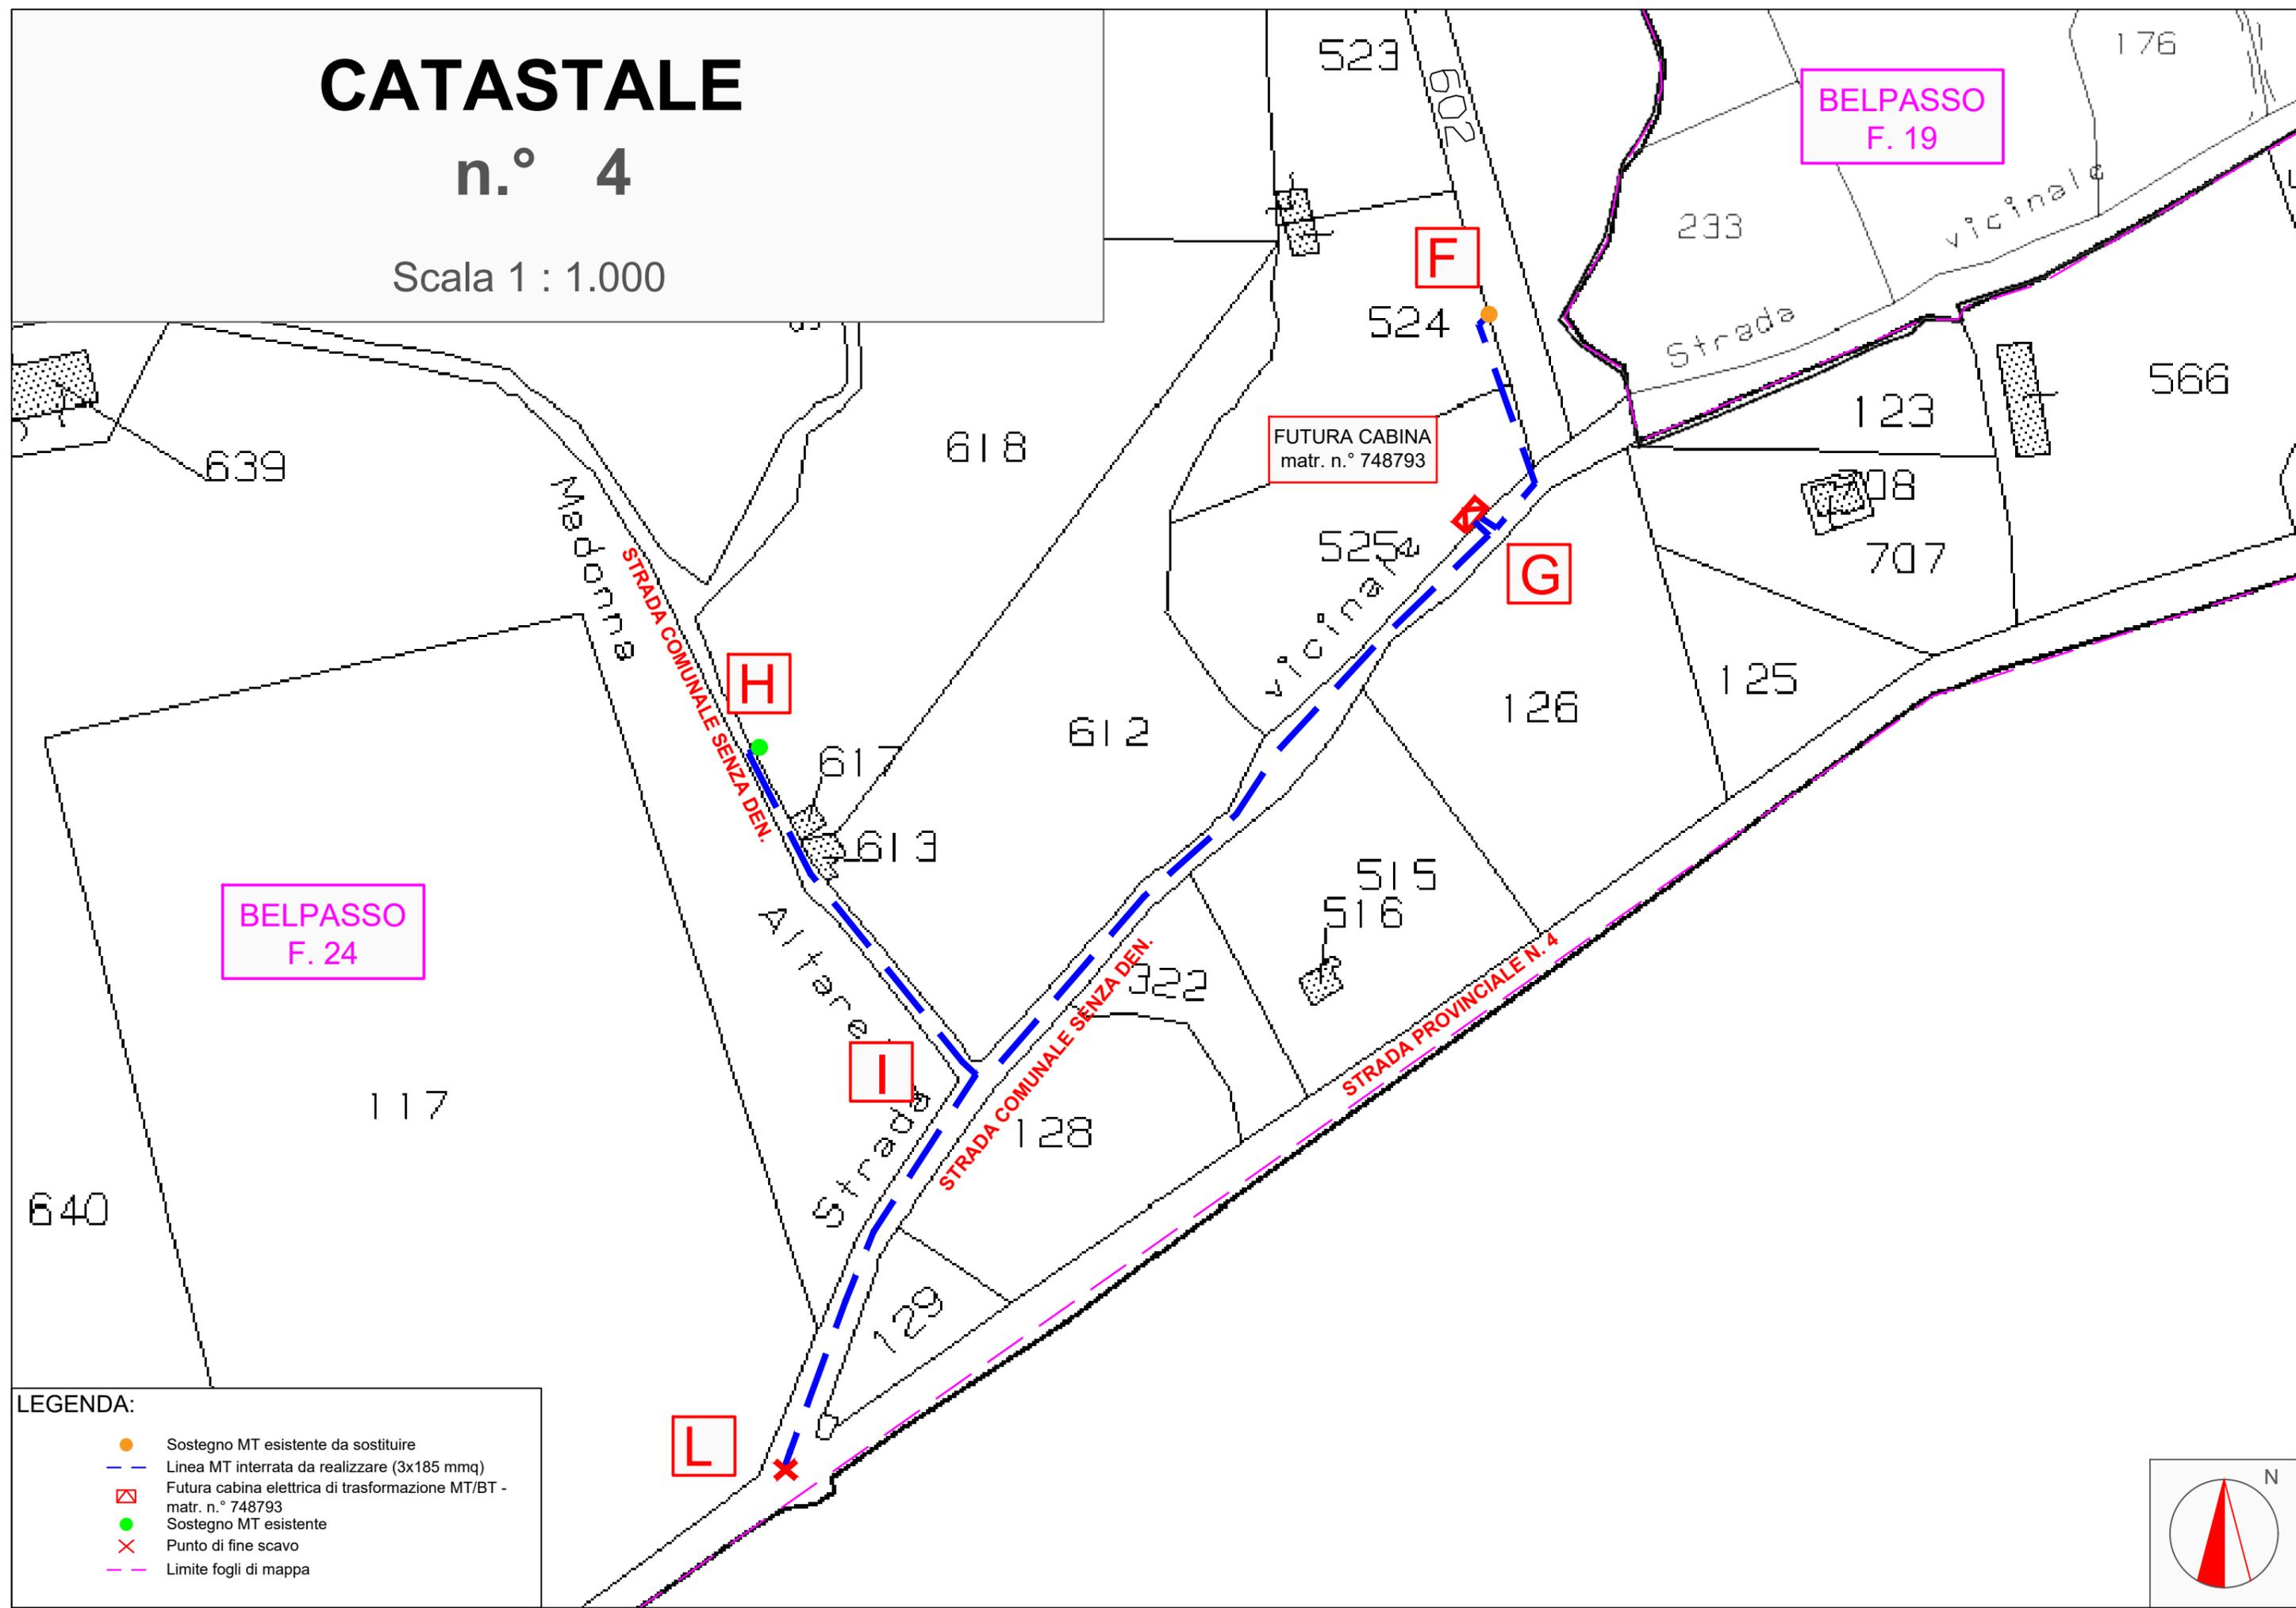 CATASTALE
n.° 4
Scala 1 : 1.000
523
602
176
BELPASSO
F. 19
233
vicinale
Strada
F
524
566
123
639
618
FUTURA CABINA
matr. n.° 748793
708
707
525
vicinale
G
Madonna
STRADA COMUNALE SENZA DEN.
H
125
126
612
617
613
515
516
BELPASSO
F. 24
Altare
322
STRADA COMUNALE SENZA DEN.
STRADA PROVINCIALE N. 4
I
117
Strada
128
640
129
L
LEGENDA:
Sostegno MT esistente da sostituire
Linea MT interrata da realizzare (3x185 mmq)
Futura cabina elettrica di trasformazione MT/BT -
matr. n.° 748793
Sostegno MT esistente
Punto di fine scavo
Limite fogli di mappa
N